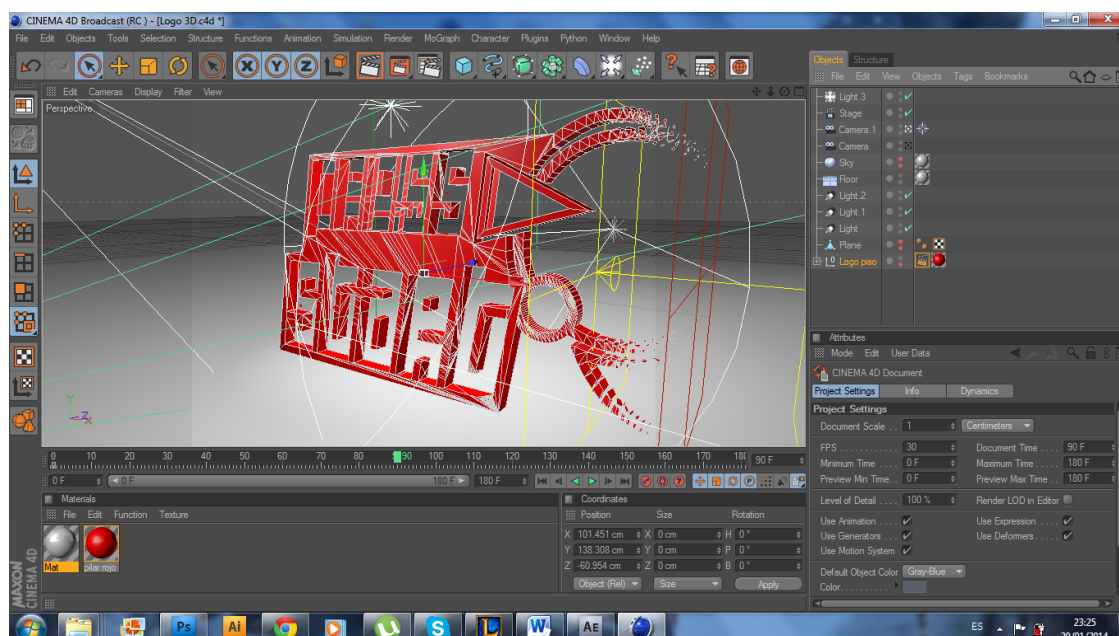 CINEMA 4D Broadcast (RC ) - [Logo 3D.c4d *]
File Edit Objects Tools Selection Structure Functions Animation Simulation Render MoGraph Character Plugins Python Window Help
X Y Z
Edit Cameras Display Filter View
Perspective
Y
Z
Objects Structure
File Edit View Objects Tags Bookmarks
Light.3
Stage
Camera.1
Camera
Sky
Floor
Light.2
Light.1
Light
Plane
Logo piso
Attributes
Mode Edit User Data
CINEMA 4D Document
Project Settings Info Dynamics
Project Settings
Document Scale . . 1 Centimeters
FPS 30 Document Time 90 F
Minimum Time 0 F Maximum Time 180 F
Preview Min Time 0 F Preview Max Time 180 F
Level of Detail 100 % Render LOD in Editor
Use Animation Use Expression
Use Generators Use Deformers
Use Motion System
Default Object Color Gray-Blue
Color
0 10 20 30 40 50 60 70 80 90 100 110 120 130 140 150 160 170 18( 90 F
0 F 0 F 180 F 180 F
Materials
File Edit Function Texture
Mat pilar rojo
Coordinates
Position Size Rotation
X 101.451 cm X 0 cm H 0 °
Y 138.308 cm Y 0 cm P 0 °
Z -60.954 cm Z 0 cm B 0 °
Object (Rel) Size Apply
MAXON
CINEMA 4D
Ps Ai S L W AE
ES 23:25